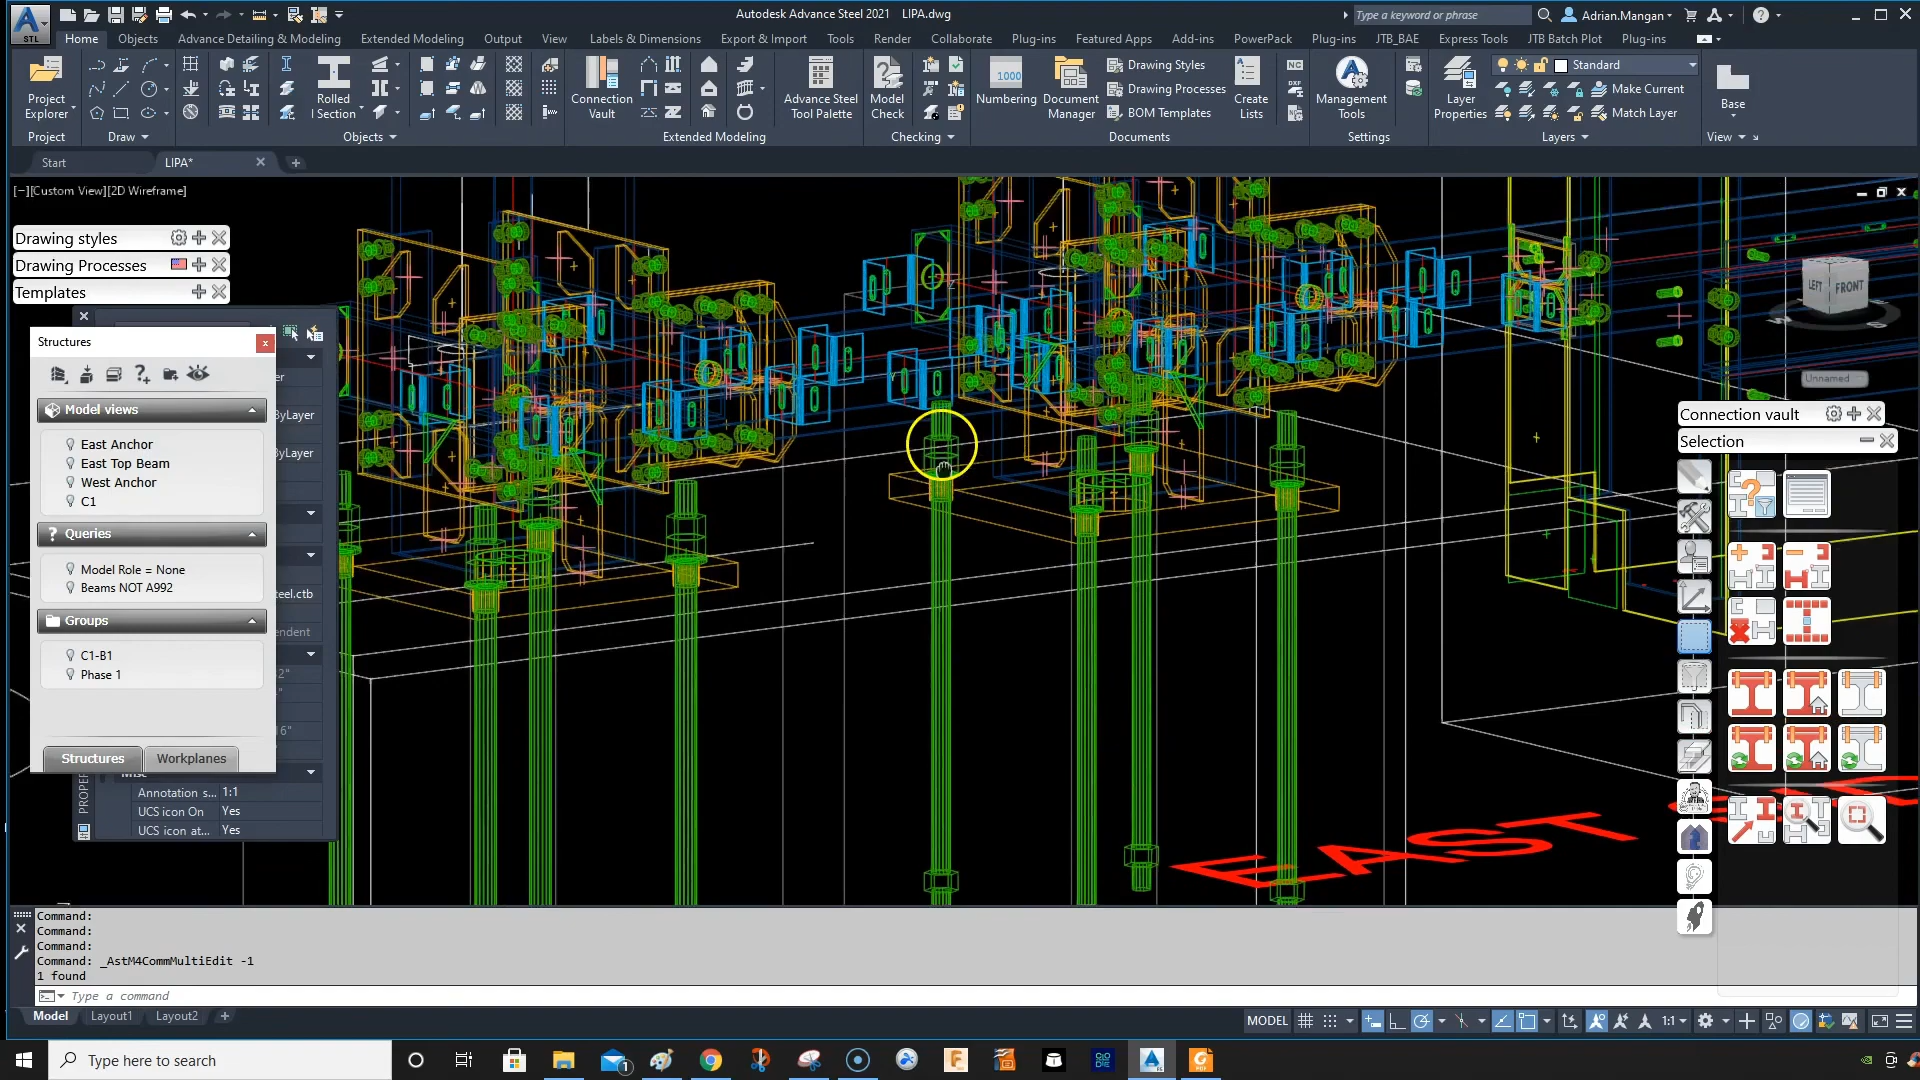 Autodesk Advance Steel 2021 LIPA.dwg
Type a keyword or phrase
Adrian.Mangan
STL
Home Objects Advance Detailing & Modeling Extended Modeling Output View Labels & Dimensions Export & Import Tools Render Collaborate Plug-ins Featured Apps Add-ins PowerPack Plug-ins JTB_BAE Express Tools JTB Batch Plot Plug-ins
Project Explorer
Rolled I Section
Connection Vault
Advance Steel Tool Palette
Model Check
1000
Numbering
Document Manager
Drawing Styles
Drawing Processes
BOM Templates
Create Lists
NC
DXF
Management Tools
Layer Properties
Standard
Make Current
Match Layer
Base
Project Draw Objects Extended Modeling Checking Documents Settings Layers View
Start LIPA*
[−][Custom View][2D Wireframe]
Drawing styles
Drawing Processes
Templates
LEFT FRONT
Unnamed
Structures
Model views
East Anchor
East Top Beam
West Anchor
C1
Queries
Model Role = None
Beams NOT A992
Groups
C1-B1
Phase 1
Structures Workplanes
er
ByLayer
ByLayer
teel.ctb
endent
Misc
Annotation s... 1:1
UCS icon On Yes
UCS icon at... Yes
Connection vault
Selection
EAST
Command:
Command:
Command:
Command: _AstM4CommMultiEdit -1
1 found
Type a command
Model Layout1 Layout2
MODEL
1:1
Type here to search